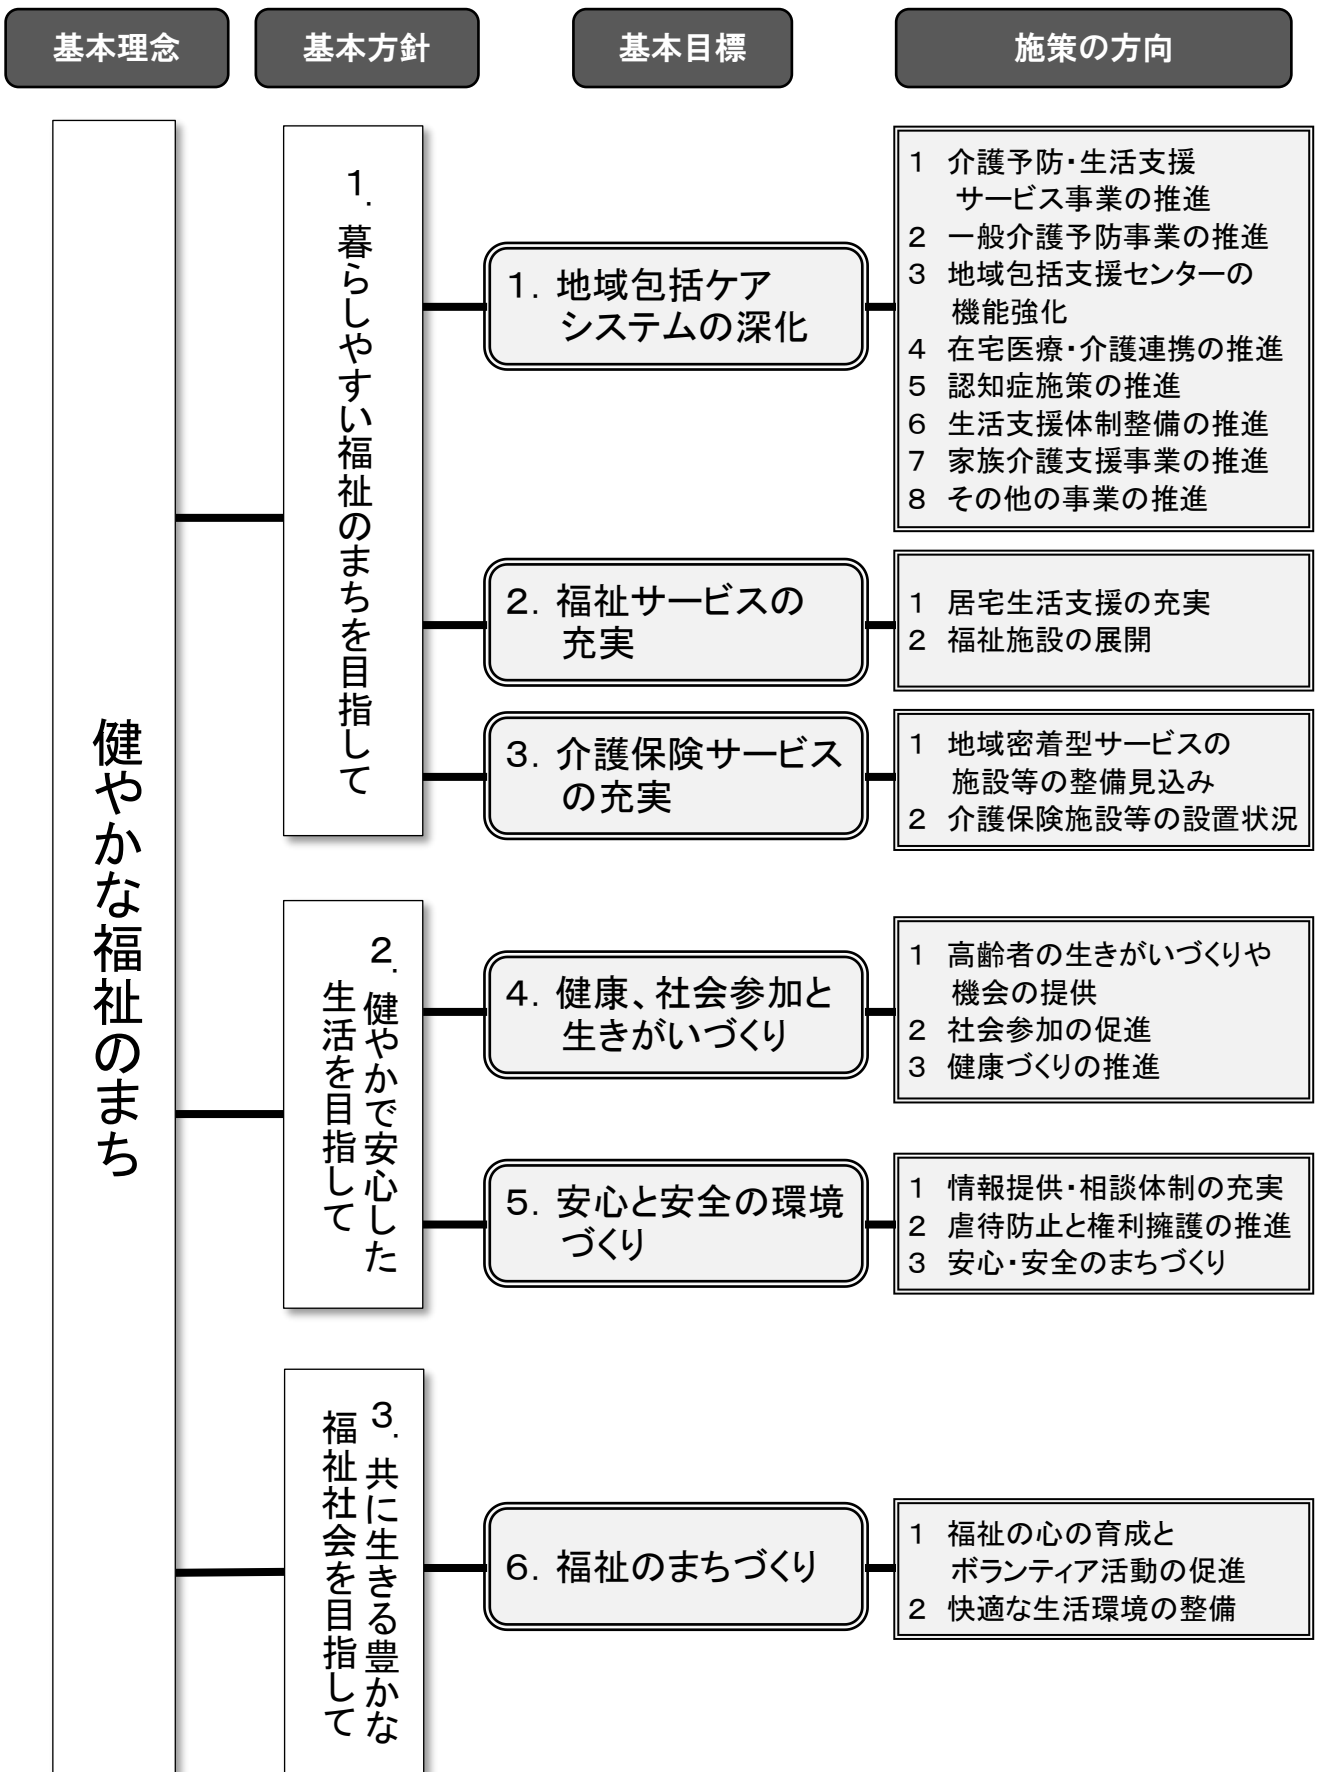 基本理念
基本方針
基本目標
施策の方向
健やかな福祉のまち
1．暮らしやすい福祉のまちを目指して
1．地域包括ケア
システムの深化
1　介護予防・生活支援
サービス事業の推進
2　一般介護予防事業の推進
3　地域包括支援センターの
機能強化
4　在宅医療・介護連携の推進
5　認知症施策の推進
6　生活支援体制整備の推進
7　家族介護支援事業の推進
8　その他の事業の推進
2．福祉サービスの
充実
1　居宅生活支援の充実
2　福祉施設の展開
3．介護保険サービス
の充実
1　地域密着型サービスの
施設等の整備見込み
2　介護保険施設等の設置状況
2．健やかで安心した
生活を目指して
4．健康、社会参加と
生きがいづくり
1　高齢者の生きがいづくりや
機会の提供
2　社会参加の促進
3　健康づくりの推進
5．安心と安全の環境
づくり
1　情報提供・相談体制の充実
2　虐待防止と権利擁護の推進
3　安心・安全のまちづくり
3．共に生きる豊かな
福祉社会を目指して
6．福祉のまちづくり
1　福祉の心の育成と
ボランティア活動の促進
2　快適な生活環境の整備